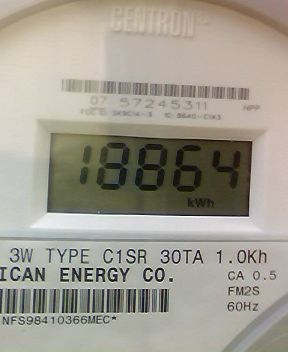 CENTRON
07 57245311 HPP
18864
kWh
3W TYPE C1SR 30TA 1.0Kh
ICAN ENERGY CO. CA 0.5
FM2S
60Hz
NFS98410366MEC*